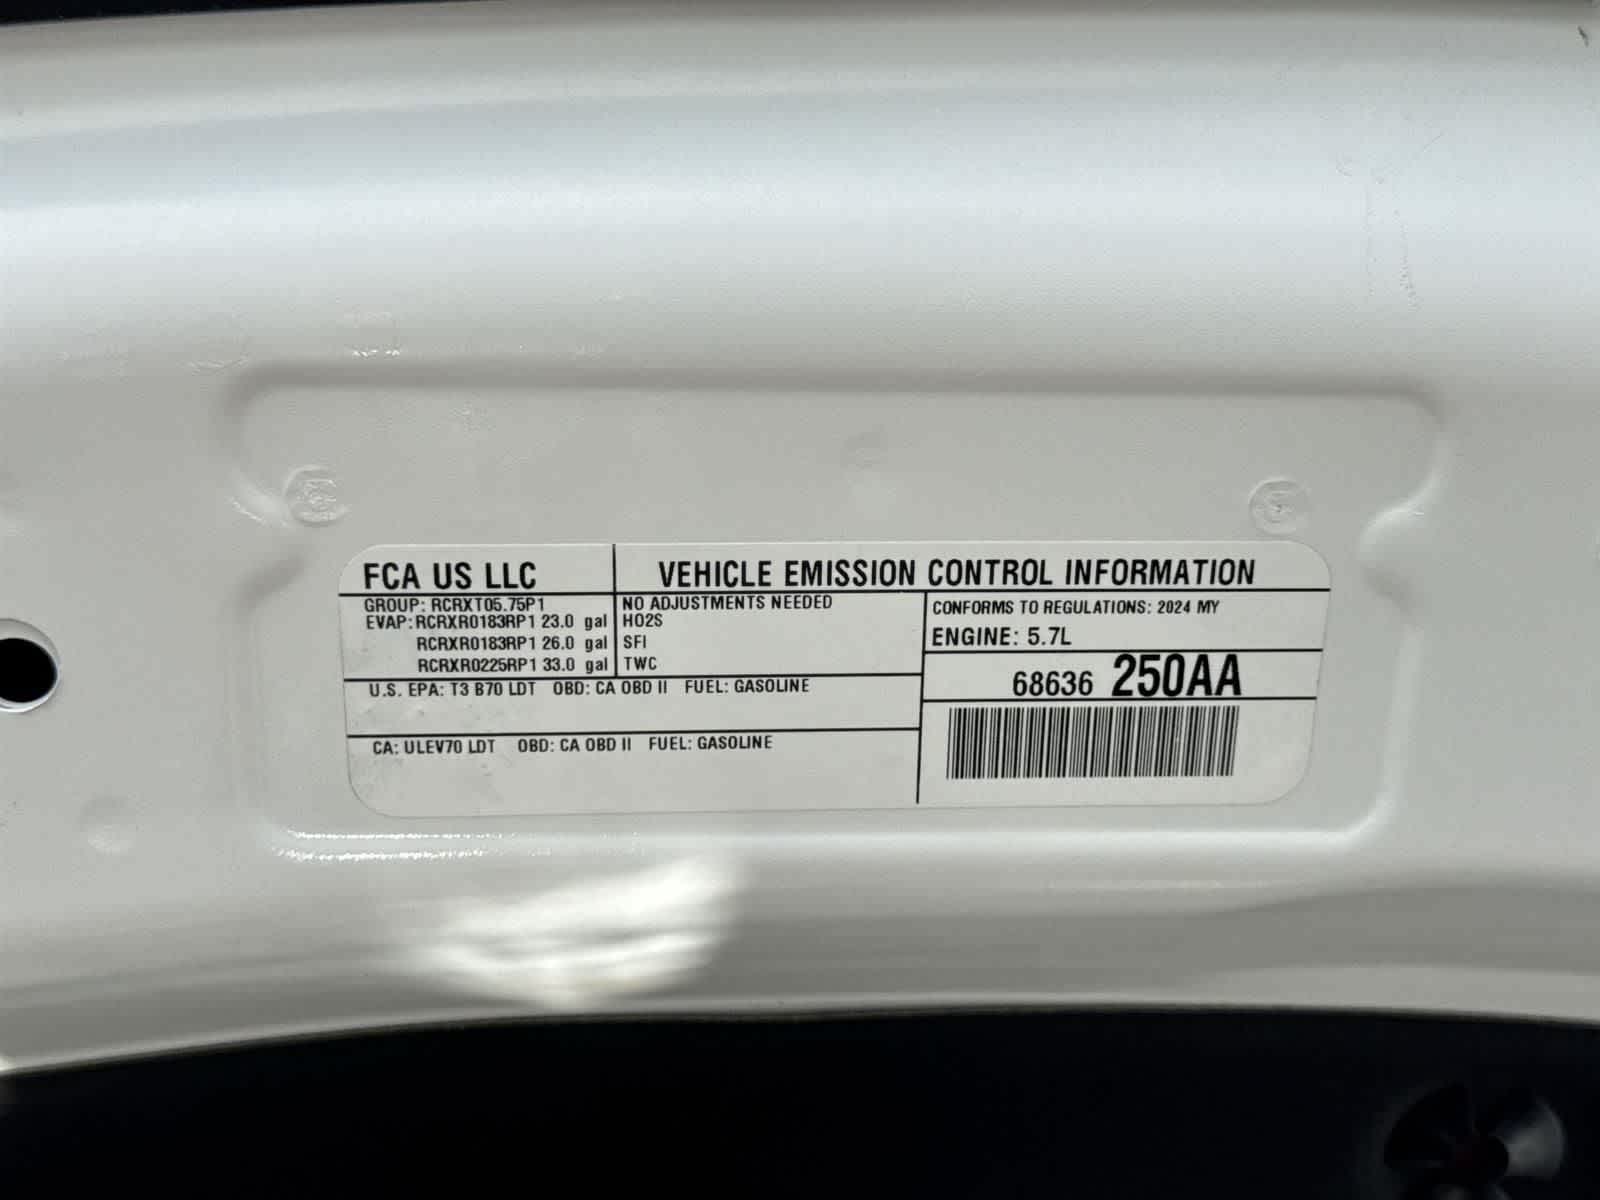 FCA US LLC
VEHICLE EMISSION CONTROL INFORMATION
GROUP: RCRXT05.75P1
EVAP: RCRXR0183RP1 23.0 gal
RCRXR0183RP1 26.0 gal
RCRXR0225RP1 33.0 gal
NO ADJUSTMENTS NEEDED
HO2S
SFI
TWC
CONFORMS TO REGULATIONS: 2024 MY
ENGINE: 5.7L
68636 250AA
U.S. EPA: T3 B70 LDT OBD: CA OBD II FUEL: GASOLINE
CA: ULEV70 LDT OBD: CA OBD II FUEL: GASOLINE